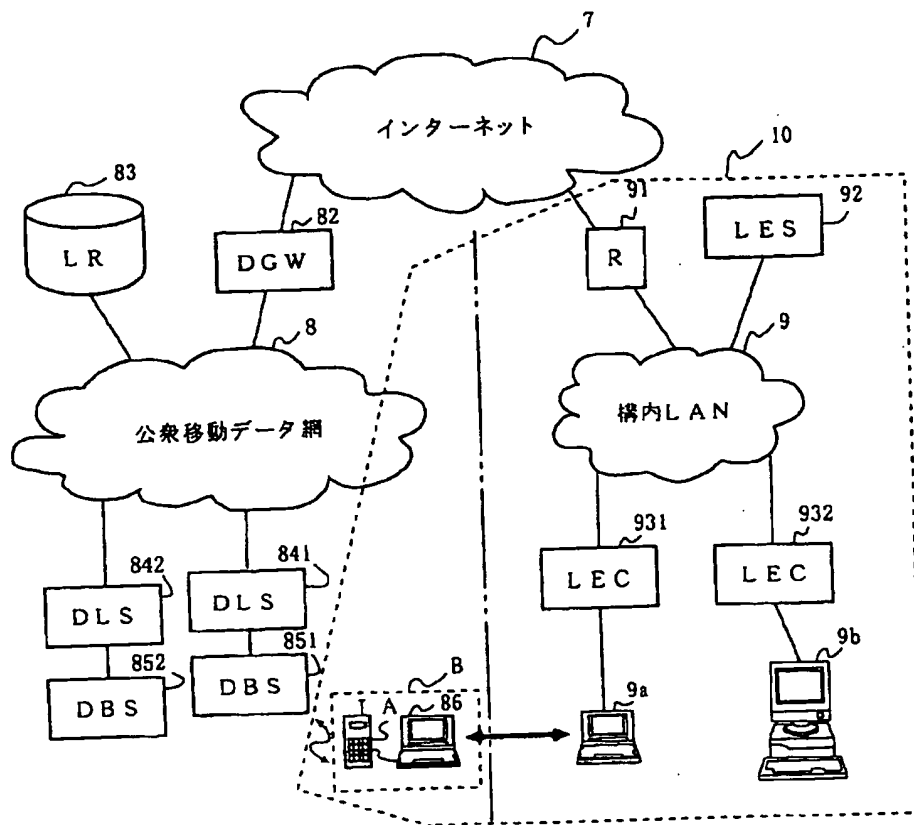 7
インターネット
10
83
LR
82
DGW
91
R
92
LES
8
公衆移動データ網
9
構内LAN
842
DLS
841
DLS
931
LEC
932
LEC
852
DBS
851
DBS
B
A
86
9a
9b